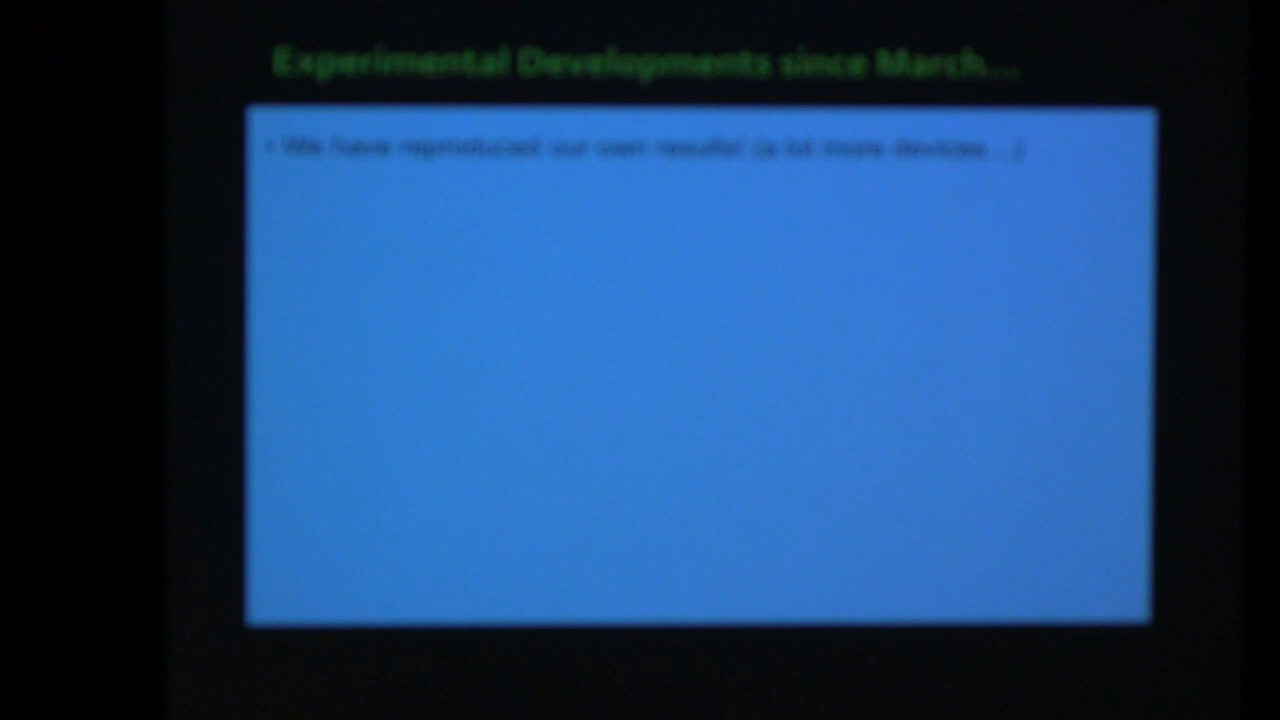 Experimental Developments since March...
• We have reproduced our own results! (a lot more devices...)